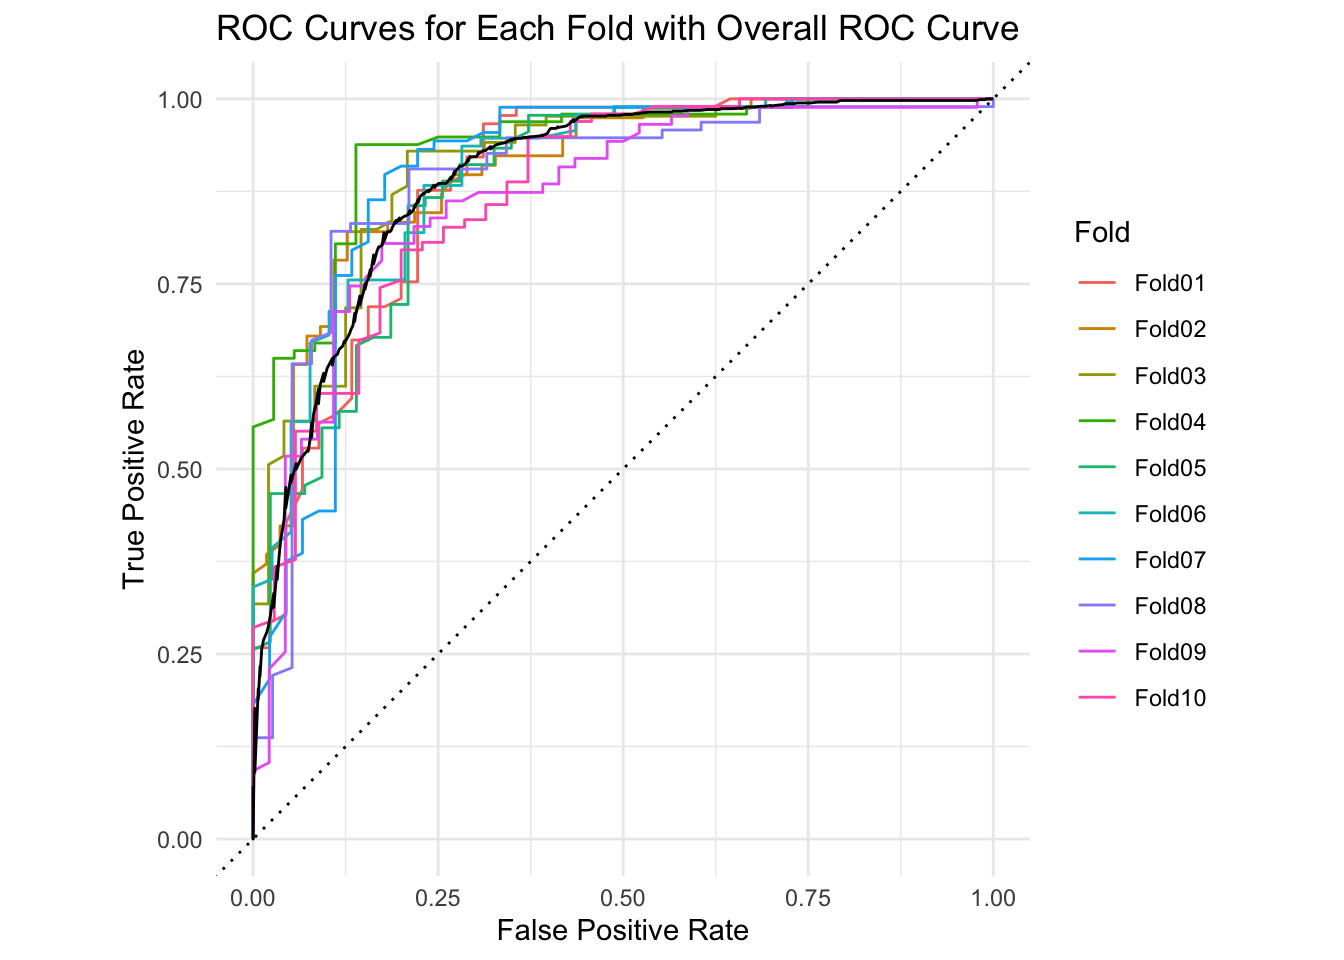 ROC Curves for Each Fold with Overall ROC Curve
1.00
0.75
0.50
0.25
0.00
True Positive Rate
0.00 0.25 0.50 0.75 1.00
False Positive Rate
Fold
Fold01
Fold02
Fold03
Fold04
Fold05
Fold06
Fold07
Fold08
Fold09
Fold10